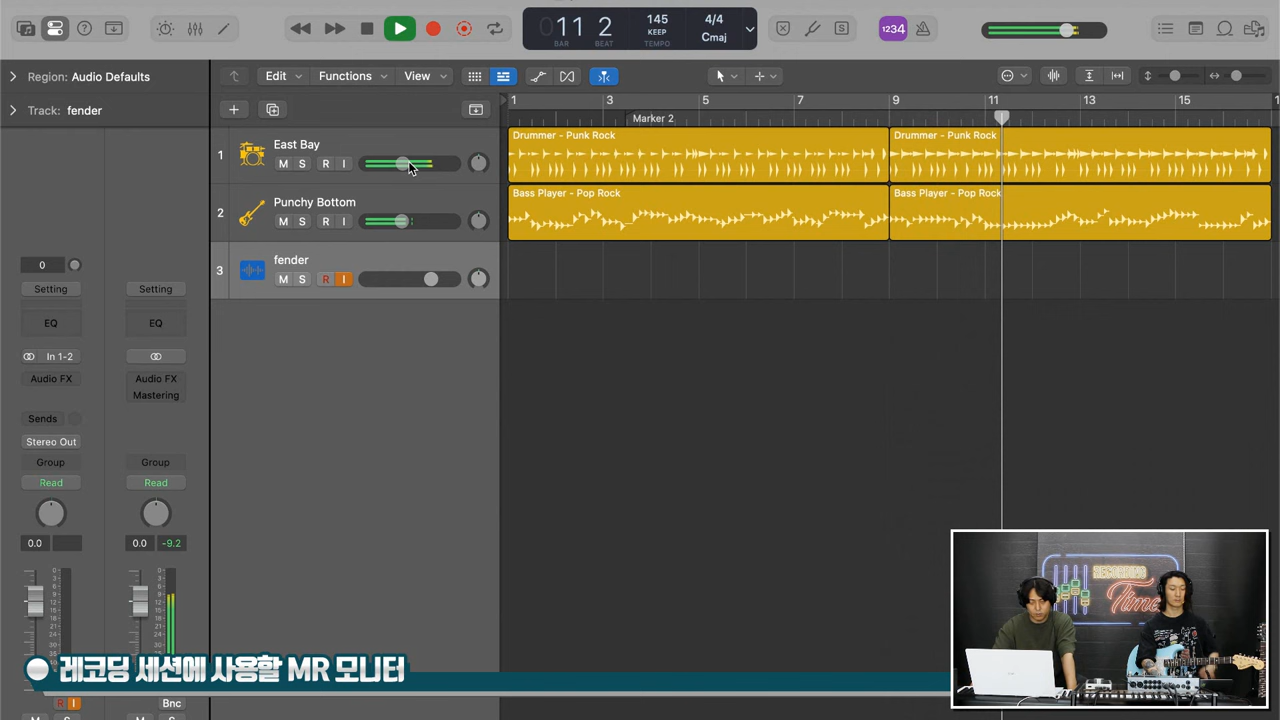 11 2
BAR BEAT
145
KEEP
TEMPO
4/4
Cmaj
1234
S
Region: Audio Defaults
Track: fender
Edit
Functions
View
1 3 5 7 9 11 13 15
Marker 2
1
East Bay
M S R I
2
Punchy Bottom
M S R I
3
fender
M S R I
Drummer - Punk Rock
Drummer - Punk Rock
Bass Player - Pop Rock
Bass Player - Pop Rock
0
Setting
Setting
EQ
EQ
In 1-2
Audio FX
Audio FX
Mastering
Sends
Stereo Out
Group
Group
Read
Read
0.0
0.0 -9.2
R I
Bnc
RECORDING
Time
레코딩 세션에 사용할 MR 모니터